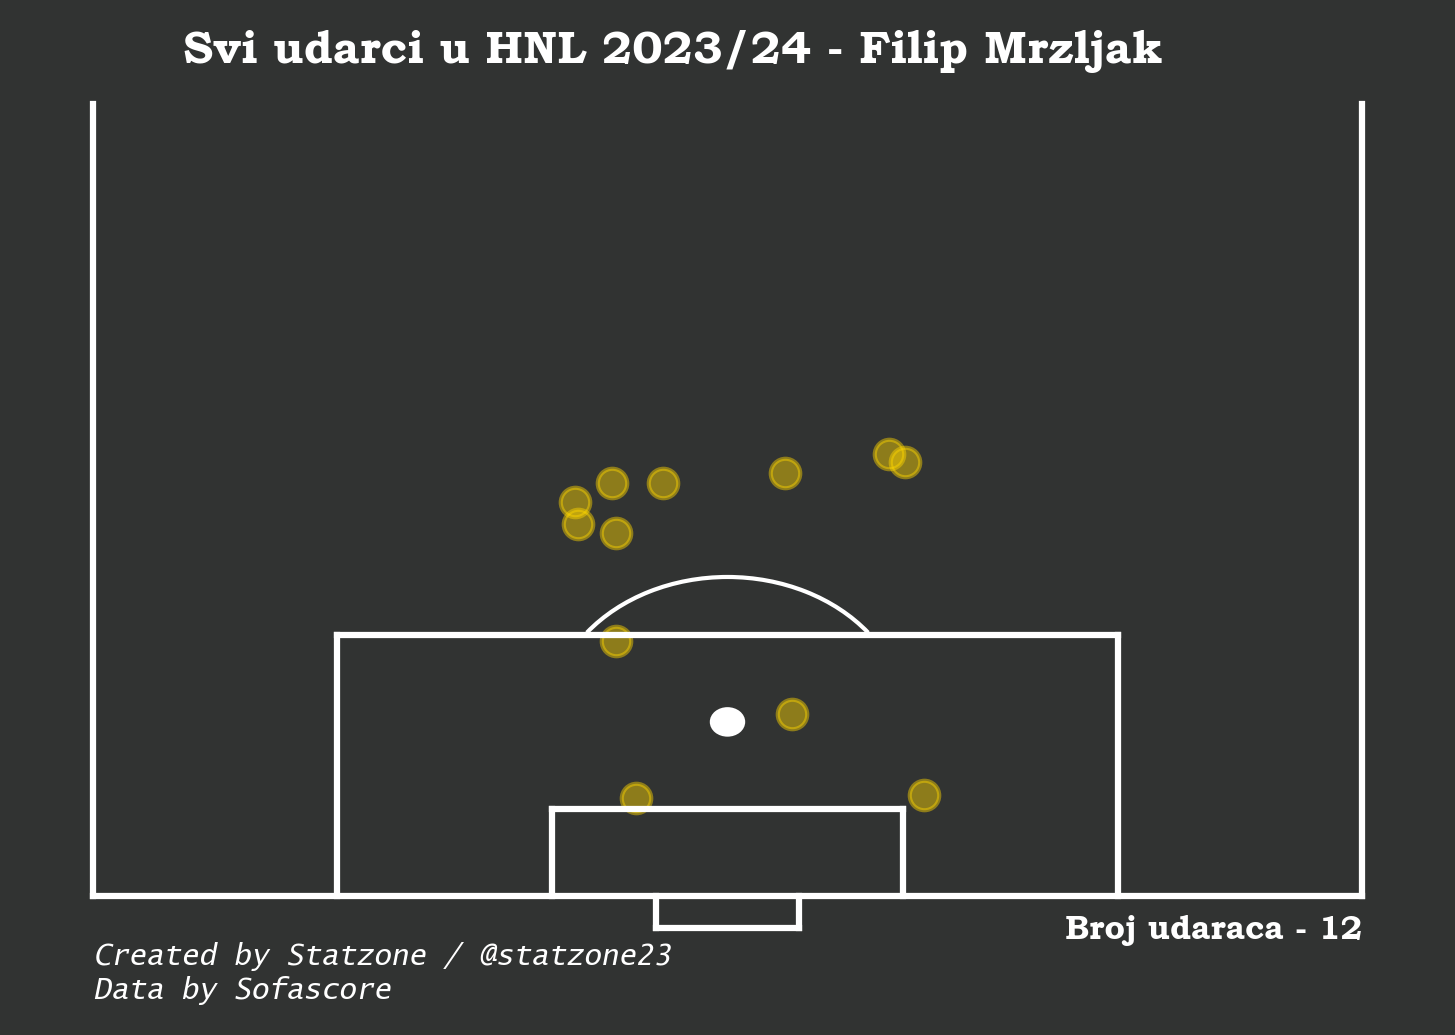 Svi udarci u HNL 2023/24 - Filip Mrzljak
Broj udaraca - 12
Created by Statzone / @statzone23
Data by Sofascore